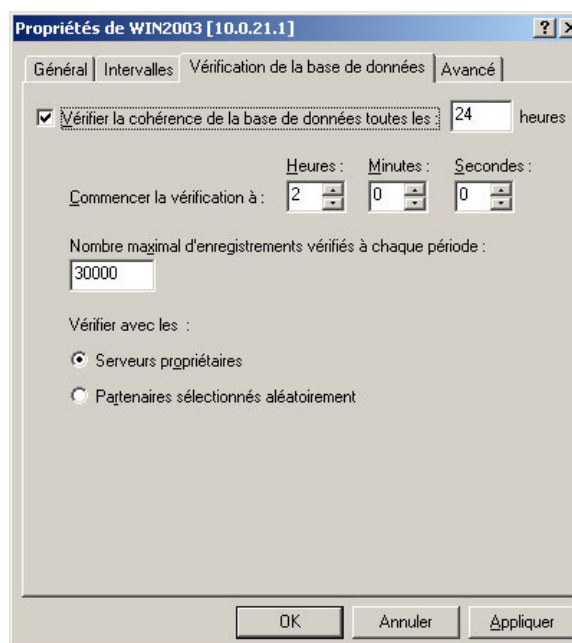 Propriétés de WIN2003 [10.0.21.1]
Général Intervalles Vérification de la base de données Avancé
Vérifier la cohérence de la base de données toutes les : 24 heures
Heures : Minutes : Secondes :
Commencer la vérification à : 2 0 0
Nombre maximal d'enregistrements vérifiés à chaque période :
30000
Vérifier avec les :
Serveurs propriétaires
Partenaires sélectionnés aléatoirement
OK Annuler Appliquer